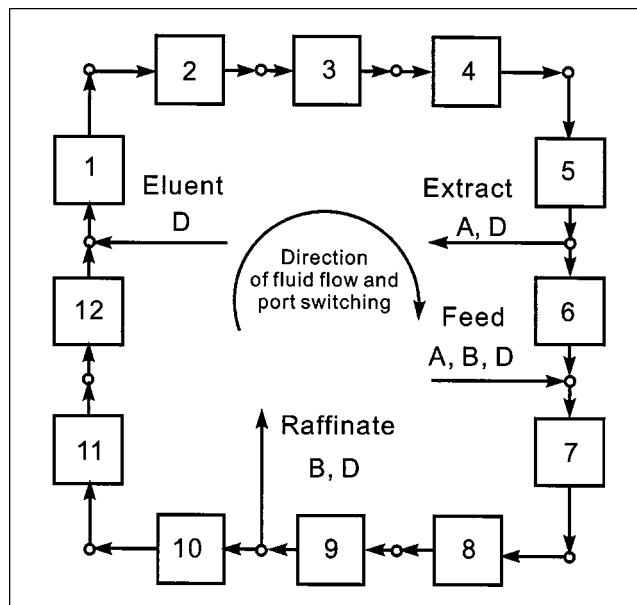 2
3
4
1
5
Eluent
D
Extract
A, D
Direction
of fluid flow and
port switching
12
6
Feed
A, B, D
11
Raffinate
B, D
7
10
9
8